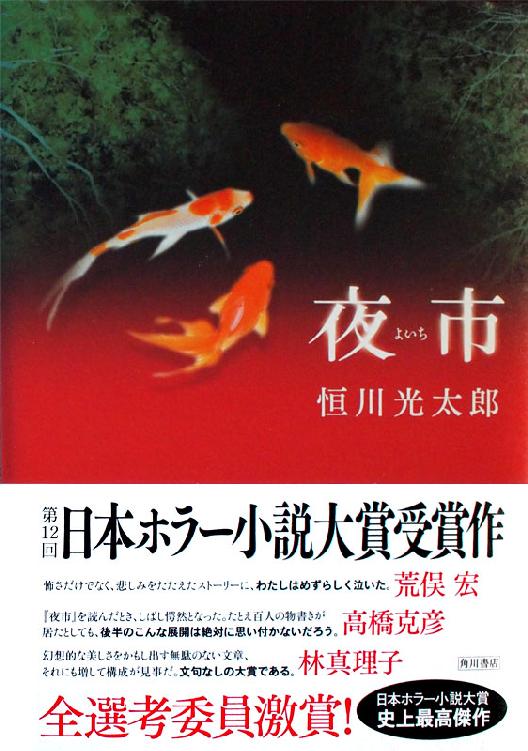 夜市
よいち
恒川光太郎
第12回
日本ホラー小説大賞受賞作
怖さだけでなく、悲しみをたたえたストーリーに、わたしはめずらしく泣いた。荒俣 宏
『夜市』を読んだとき、しばし愕然となった。たとえ百人の物書きが
居たとしても、後半のこんな展開は絶対に思い付かないだろう。高橋克彦
幻想的な美しさをかもし出す無駄のない文章、
それにも増して構成が見事だ。文句なしの大賞である。林真理子
角川書店
全選考委員激賞!
日本ホラー小説大賞
史上最高傑作